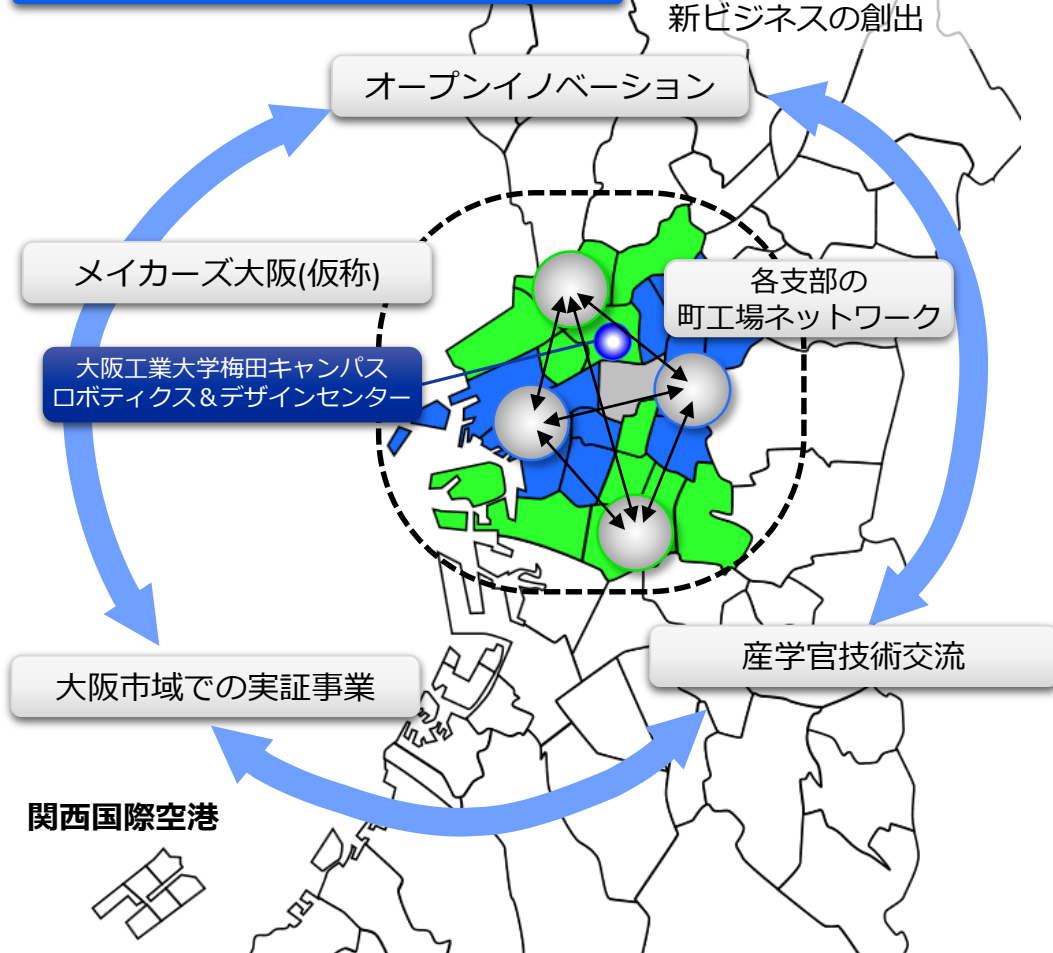 新ビジネスの創出
オープンイノベーション
メイカーズ大阪(仮称)
各支部の
町工場ネットワーク
大阪工業大学梅田キャンパス
ロボティクス＆デザインセンター
産学官技術交流
大阪市域での実証事業
関西国際空港